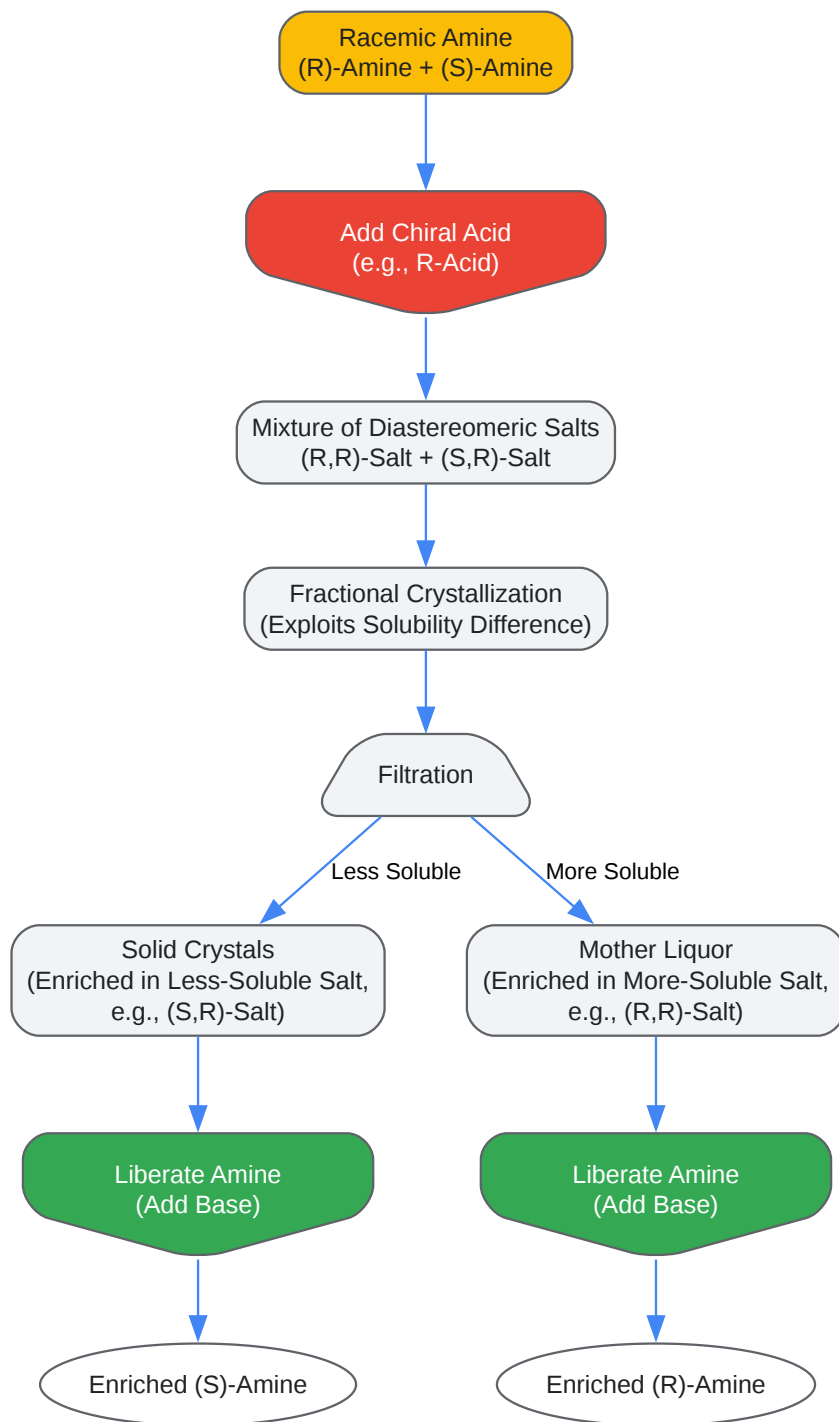 Racemic Amine
(R)-Amine + (S)-Amine
Add Chiral Acid
(e.g., R-Acid)
Mixture of Diastereomeric Salts
(R,R)-Salt + (S,R)-Salt
Fractional Crystallization
(Exploits Solubility Difference)
Filtration
Less Soluble
More Soluble
Solid Crystals
(Enriched in Less-Soluble Salt,
e.g., (S,R)-Salt)
Mother Liquor
(Enriched in More-Soluble Salt,
e.g., (R,R)-Salt)
Liberate Amine
(Add Base)
Liberate Amine
(Add Base)
Enriched (S)-Amine
Enriched (R)-Amine